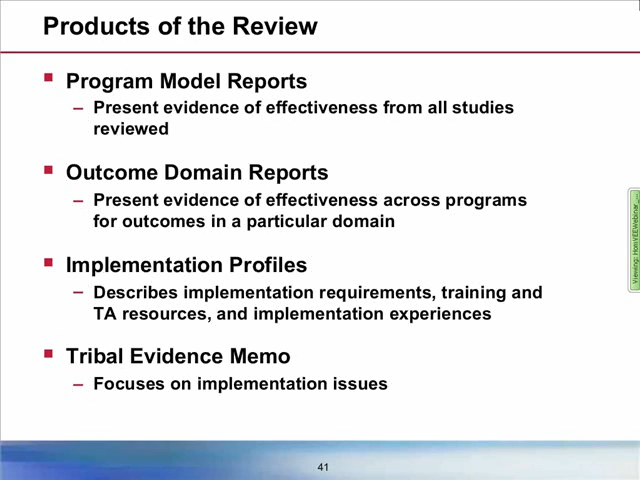 Products of the Review
Program Model Reports
– Present evidence of effectiveness from all studies
reviewed
Outcome Domain Reports
– Present evidence of effectiveness across programs
for outcomes in a particular domain
Implementation Profiles
– Describes implementation requirements, training and
TA resources, and implementation experiences
Tribal Evidence Memo
– Focuses on implementation issues
41
Viewing: HomVEEWebinar_...